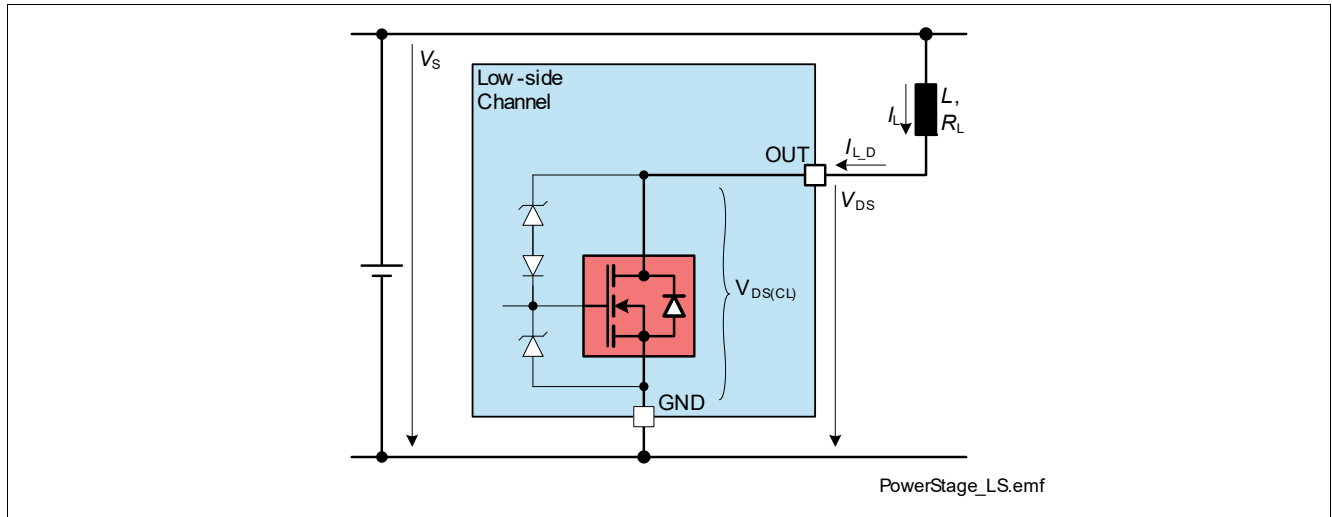 VS
Low-side
Channel
L,
RL
IL
IL_D
OUT
VDS
VDS(CL)
GND
PowerStage_LS.emf